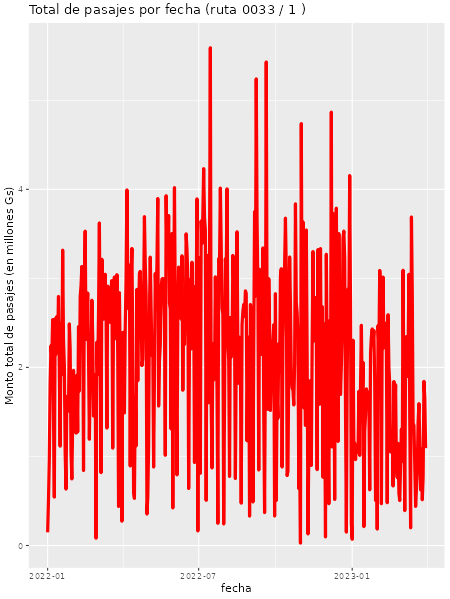 Total de pasajes por fecha (ruta 0033 / 1 )
Monto total de pasajes (en millones Gs)
4
2
0
2022-01
2022-07
2023-01
fecha